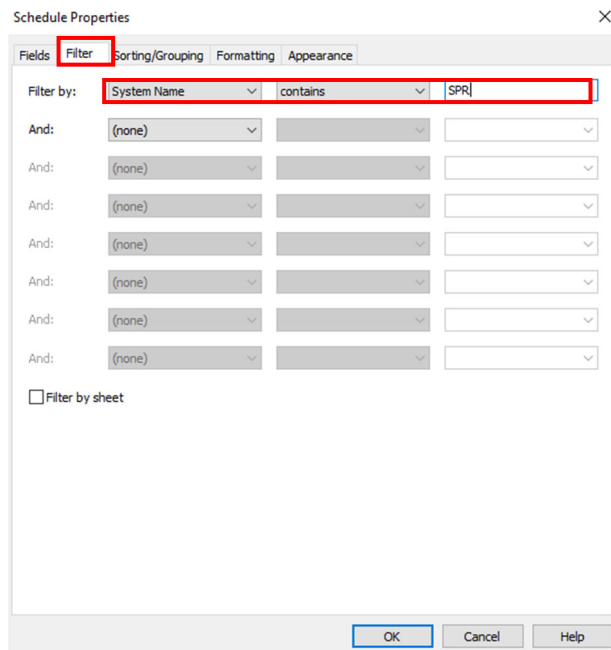 Schedule Properties
Fields Filter Sorting/Grouping Formatting Appearance
Filter by: System Name contains SPR
And: (none)
And: (none)
And: (none)
And: (none)
And: (none)
And: (none)
And: (none)
Filter by sheet
OK Cancel Help